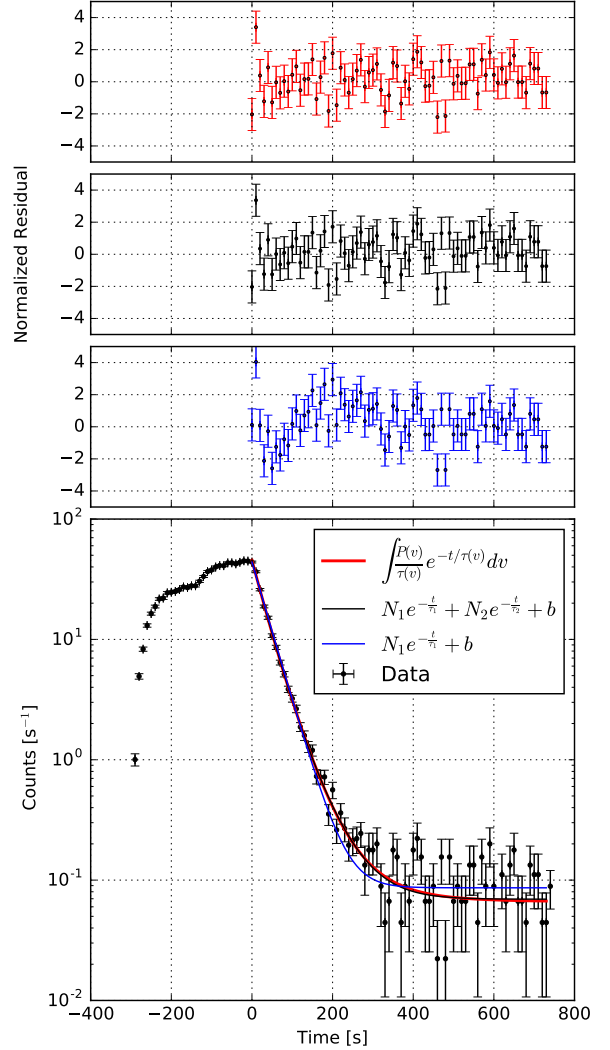 4
2
0
−2
−4
4
2
0
−2
−4
Normalized Residual
4
2
0
−2
−4
10²
10¹
10⁰
10⁻¹
10⁻²
Counts [s⁻¹]
∫ P(v)/τ(v) e^{−t/τ(v)} dv
N₁e^{−t/τ₁} + N₂e^{−t/τ₂} + b
N₁e^{−t/τ₁} + b
Data
−400 −200 0 200 400 600 800
Time [s]